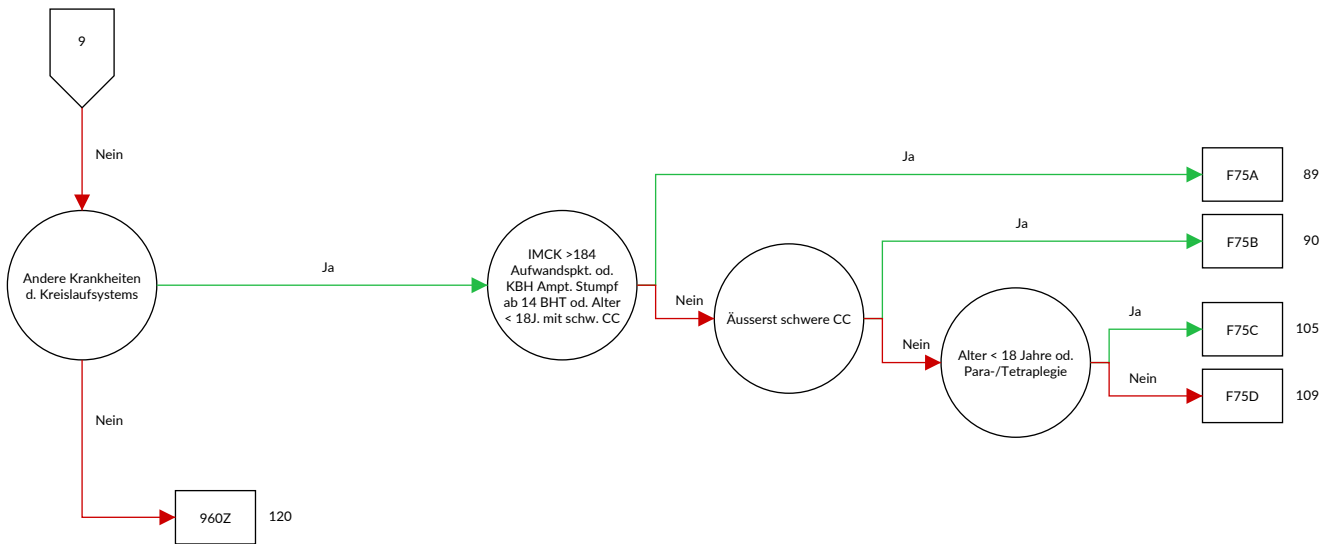 9
Nein
Ja
F75A
89
Ja
F75B
90
Andere Krankheiten
d. Kreislaufsystems
Ja
IMCK >184
Aufwandspkt. od.
KBH Ampt. Stumpf
ab 14 BHT od. Alter
< 18J. mit schw. CC
Nein
Äusserst schwere CC
Nein
Alter < 18 Jahre od.
Para-/Tetraplegie
Ja
F75C
105
Nein
F75D
109
Nein
960Z
120